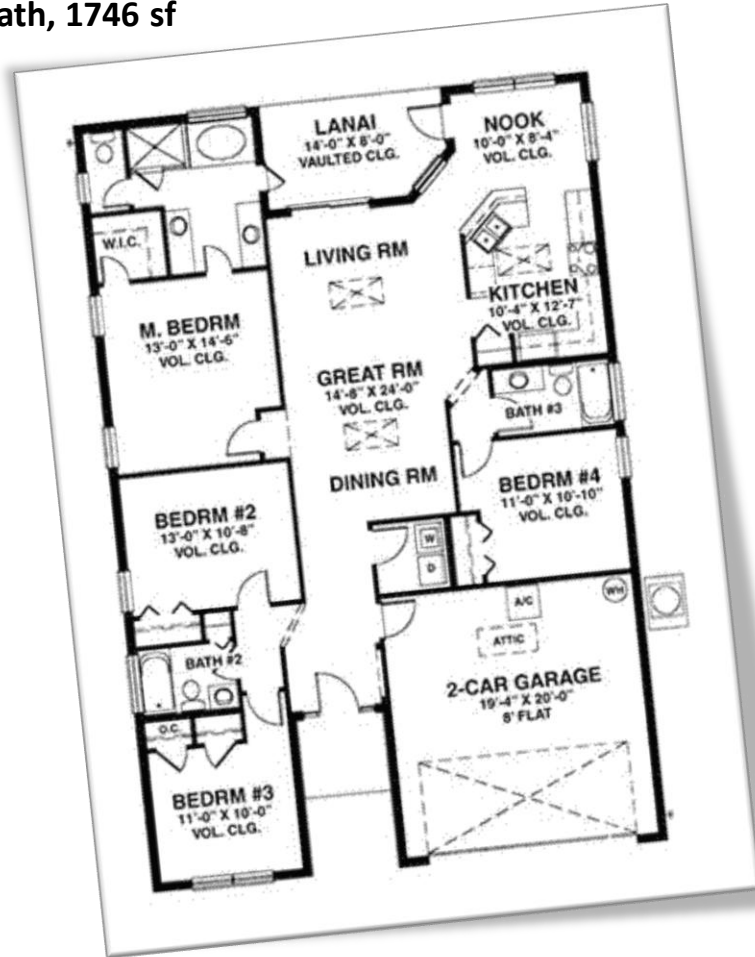 ath, 1746 sf
LANAI
14'-0" X 8'-0"
VAULTED CLG.
NOOK
10'-0" X 8'-4"
VOL. CLG.
W.I.C.
LIVING RM
KITCHEN
10'-4" X 12'-7"
VOL. CLG.
M. BEDRM
13'-0" X 14'-6"
VOL. CLG.
GREAT RM
14'-8" X 24'-0"
VOL. CLG.
BATH #3
DINING RM
BEDRM #4
11'-0" X 10'-10"
VOL. CLG.
BEDRM #2
13'-0" X 10'-8"
VOL. CLG.
W
D
A/C
WH
ATTIC
BATH #2
2-CAR GARAGE
19'-4" X 20'-0"
8' FLAT
O.C.
BEDRM #3
11'-0" X 10'-0"
VOL. CLG.